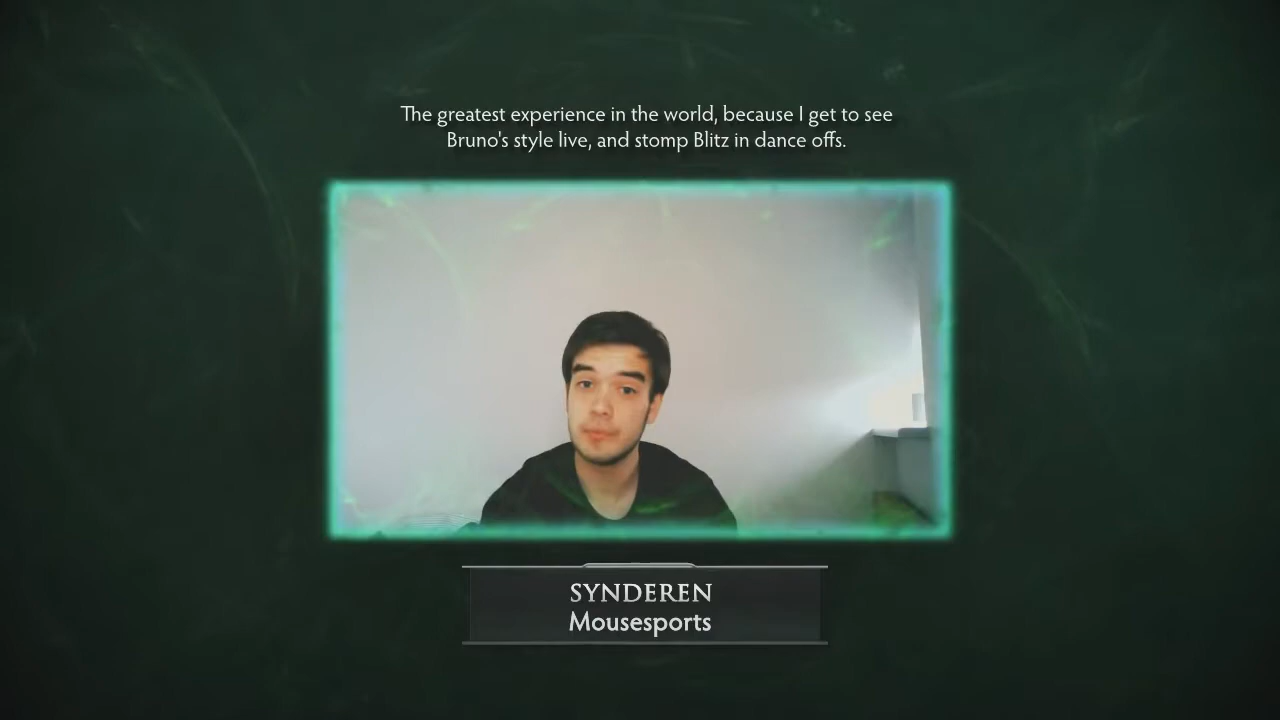 The greatest experience in the world, because I get to see
Bruno's style live, and stomp Blitz in dance offs.
SYNDEREN
Mousesports